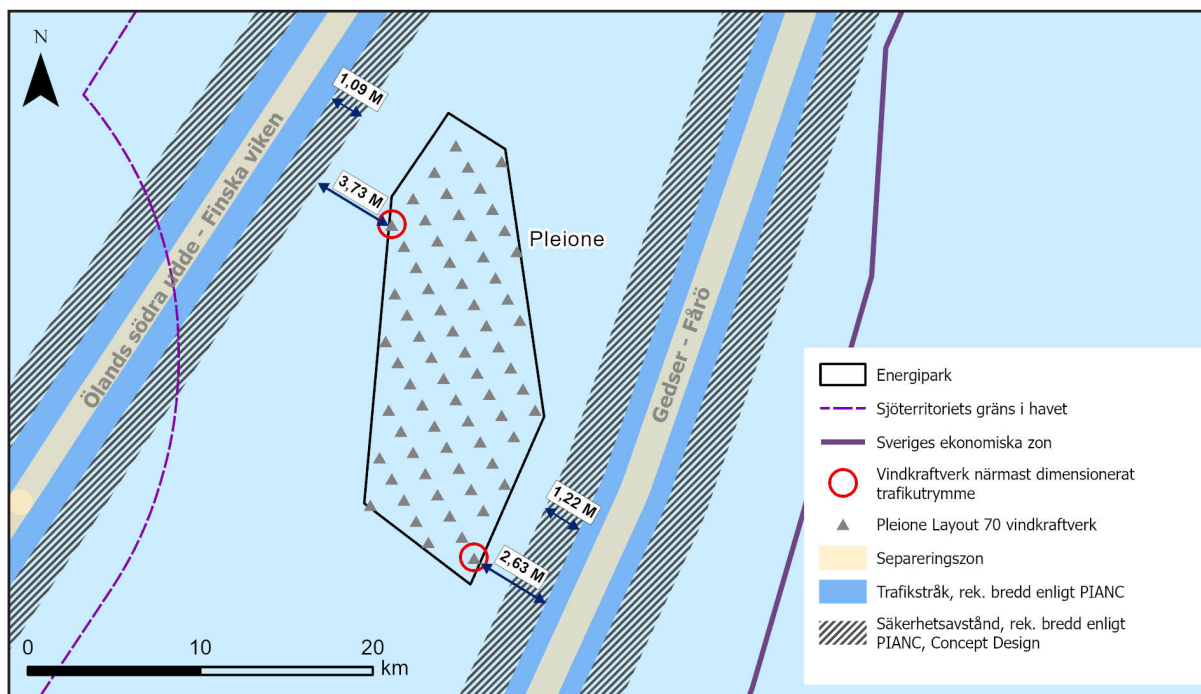 N
1,09 M
3,73 M
Ölands södra udde - Finska viken
Pleione
Gedser - Fårö
1,22 M
2,63 M
0 10 20
km
Energipark
Sjöterritoriets gräns i havet
Sveriges ekonomiska zon
Vindkraftverk närmast dimensionerat
trafikutrymme
Pleione Layout 70 vindkraftverk
Separeringszon
Trafikstråk, rek. bredd enligt PIANC
Säkerhetsavstånd, rek. bredd enligt
PIANC, Concept Design